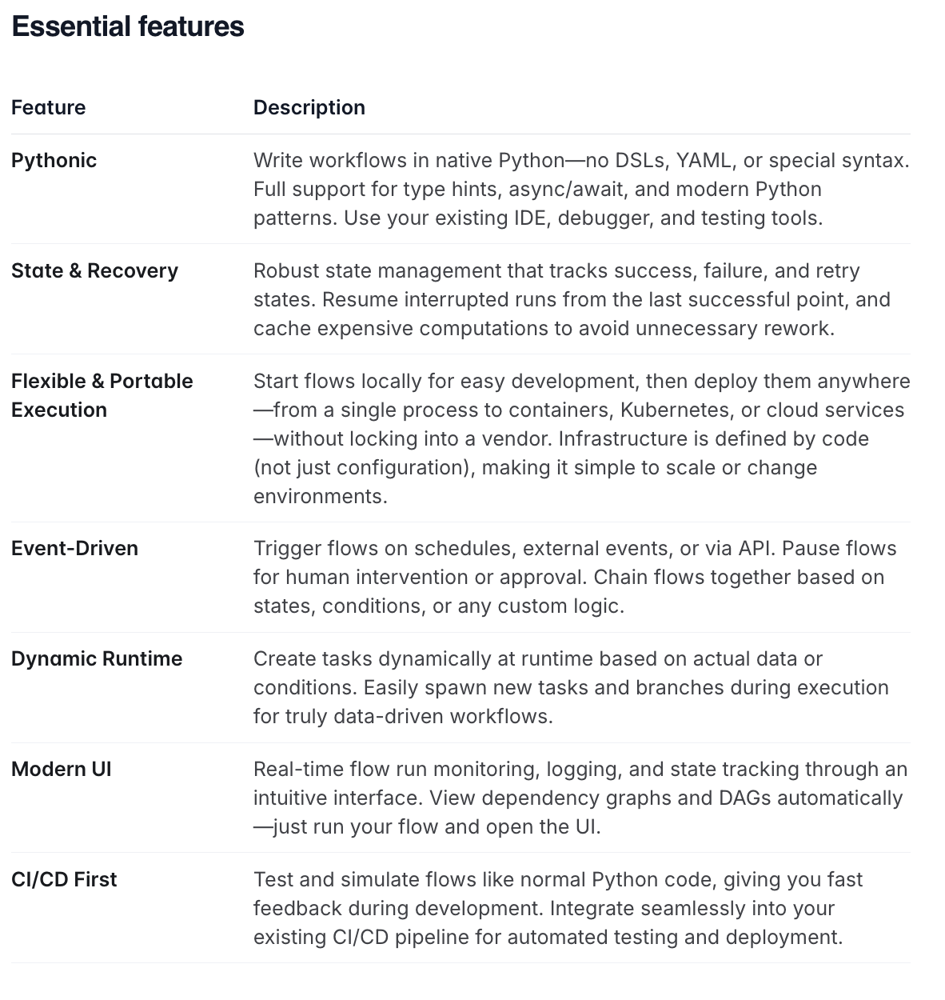 Essential features
Feature Description
Pythonic Write workflows in native Python—no DSLs, YAML, or special syntax.
Full support for type hints, async/await, and modern Python
patterns. Use your existing IDE, debugger, and testing tools.
State & Recovery Robust state management that tracks success, failure, and retry
states. Resume interrupted runs from the last successful point, and
cache expensive computations to avoid unnecessary rework.
Flexible & Portable Start flows locally for easy development, then deploy them anywhere
Execution —from a single process to containers, Kubernetes, or cloud services
—without locking into a vendor. Infrastructure is defined by code
(not just configuration), making it simple to scale or change
environments.
Event-Driven Trigger flows on schedules, external events, or via API. Pause flows
for human intervention or approval. Chain flows together based on
states, conditions, or any custom logic.
Dynamic Runtime Create tasks dynamically at runtime based on actual data or
conditions. Easily spawn new tasks and branches during execution
for truly data-driven workflows.
Modern UI Real-time flow run monitoring, logging, and state tracking through an
intuitive interface. View dependency graphs and DAGs automatically
—just run your flow and open the UI.
CI/CD First Test and simulate flows like normal Python code, giving you fast
feedback during development. Integrate seamlessly into your
existing CI/CD pipeline for automated testing and deployment.